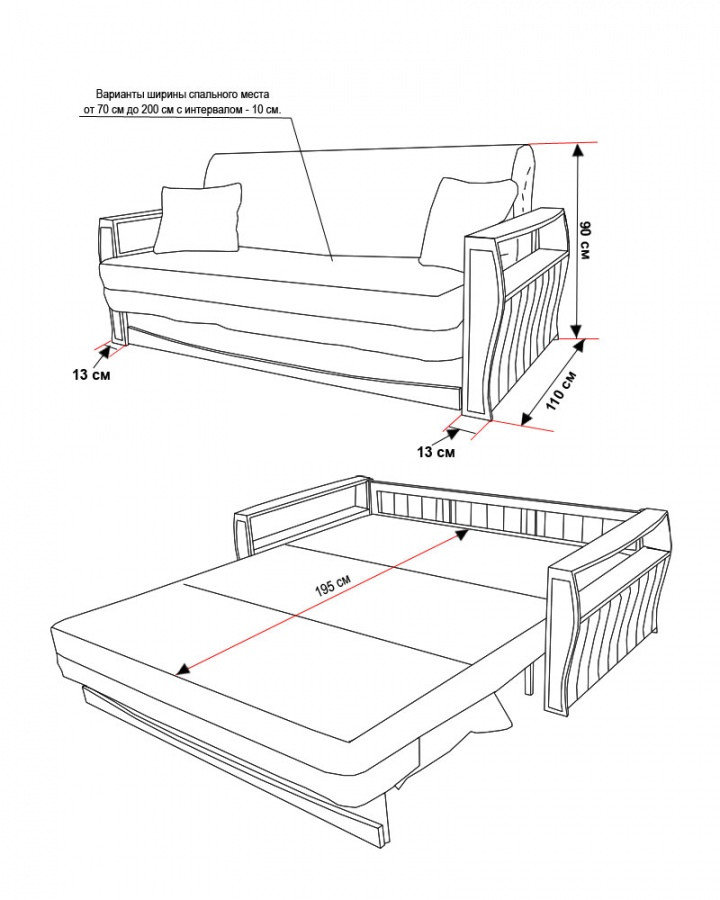 Варианты ширины спального места
от 70 см до 200 см с интервалом - 10 см.
90 см
13 см
110 см
13 см
195 см